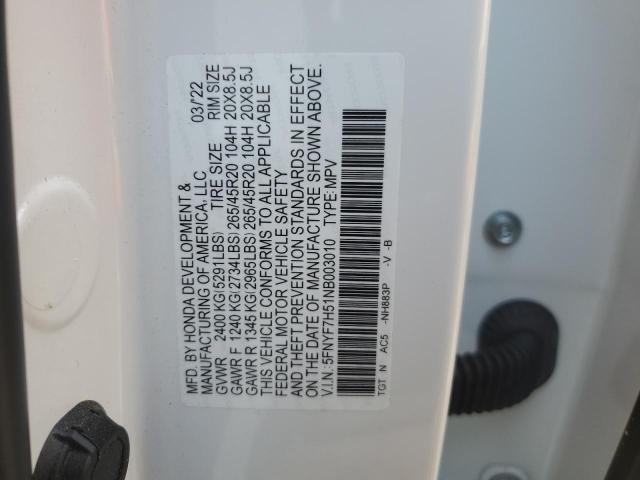 MFD. BY HONDA DEVELOPMENT & 03/22
MANUFACTURING OF AMERICA, LLC
GVWR 2400 KG(5291LBS) TIRE SIZE RIM SIZE
GAWR F 1240 KG(2734LBS) 265/45R20 104H 20X8.5J
GAWR R 1345 KG(2965LBS) 265/45R20 104H 20X8.5J
THIS VEHICLE CONFORMS TO ALL APPLICABLE
FEDERAL MOTOR VEHICLE SAFETY
AND THEFT PREVENTION STANDARDS IN EFFECT
ON THE DATE OF MANUFACTURE SHOWN ABOVE.
V.I.N.: 5FNYF7H51NB003010 TYPE: MPV
TGT N AC5 -NH883P -V -B